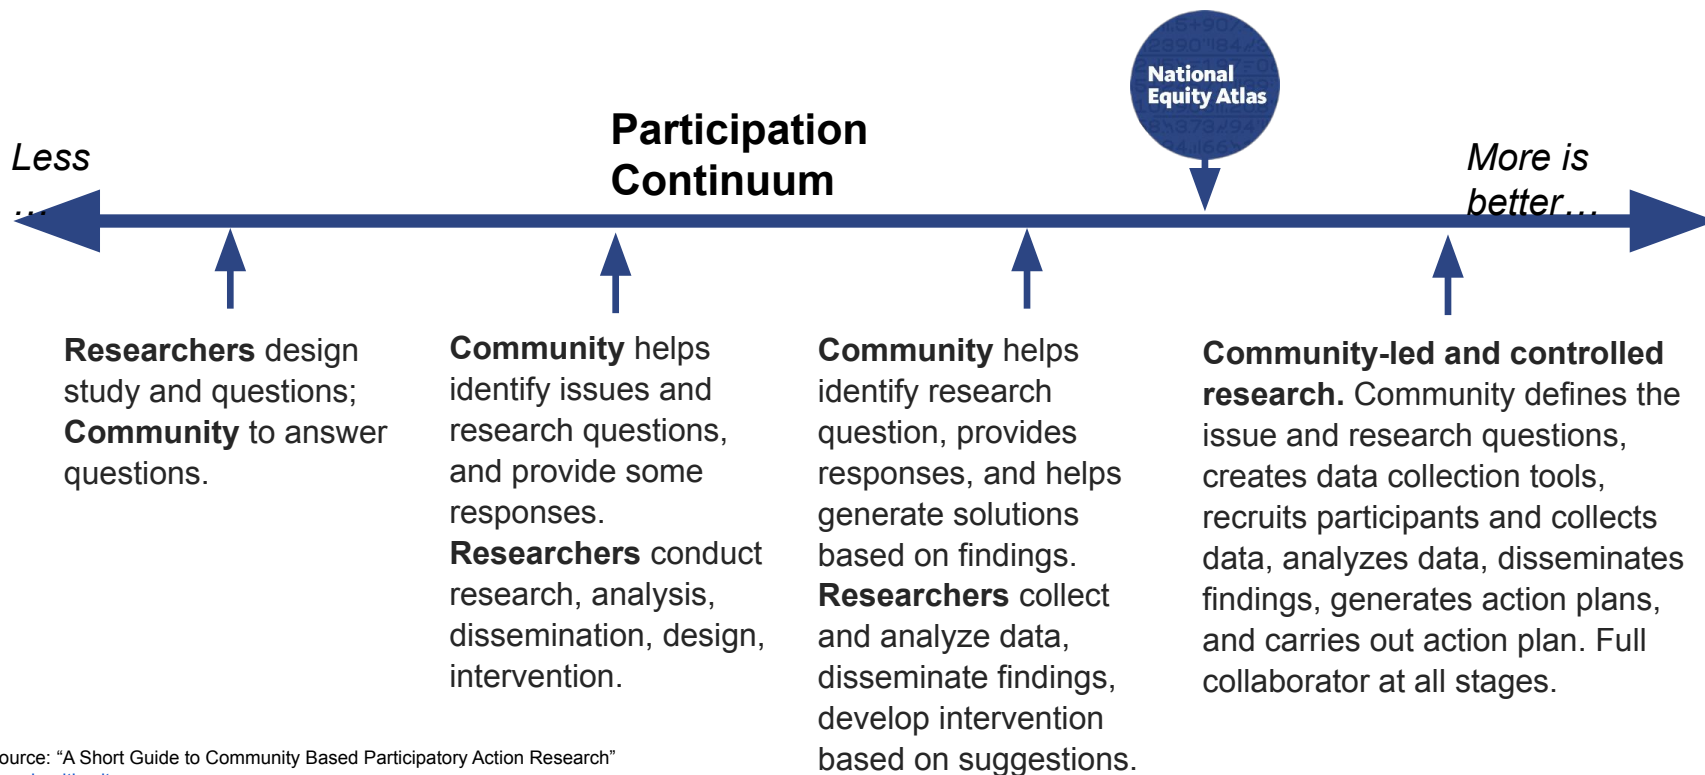 National
Equity Atlas
Participation
Continuum
Less
…
More is
better…
Researchers design
study and questions;
Community to answer
questions.
Community helps
identify issues and
research questions,
and provide some
responses.
Researchers conduct
research, analysis,
dissemination, design,
intervention.
Community helps
identify research
question, provides
responses, and helps
generate solutions
based on findings.
Researchers collect
and analyze data,
disseminate findings,
develop intervention
based on suggestions.
Community-led and controlled
research. Community defines the
issue and research questions,
creates data collection tools,
recruits participants and collects
data, analyzes data, disseminates
findings, generates action plans,
and carries out action plan. Full
collaborator at all stages.
ource: “A Short Guide to Community Based Participatory Action Research”